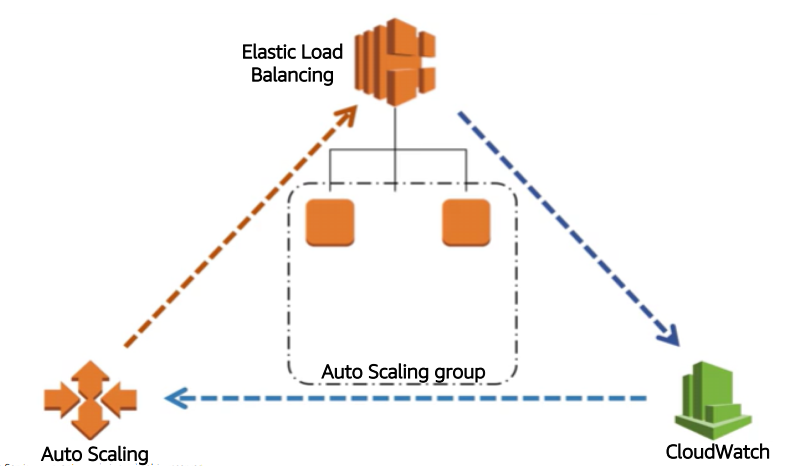 Elastic Load
Balancing
Auto Scaling group
Auto Scaling
CloudWatch